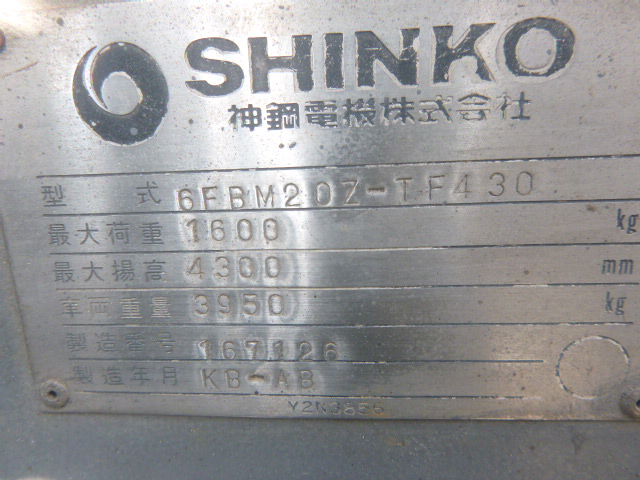 SHINKO
神鋼電機株式会社
型式 6FBM20Z-TF430
最大荷重 1600 kg
最大揚高 4300 mm
車両重量 3950 kg
製造番号 167126
製造年月 KB-AB
Y2N3856